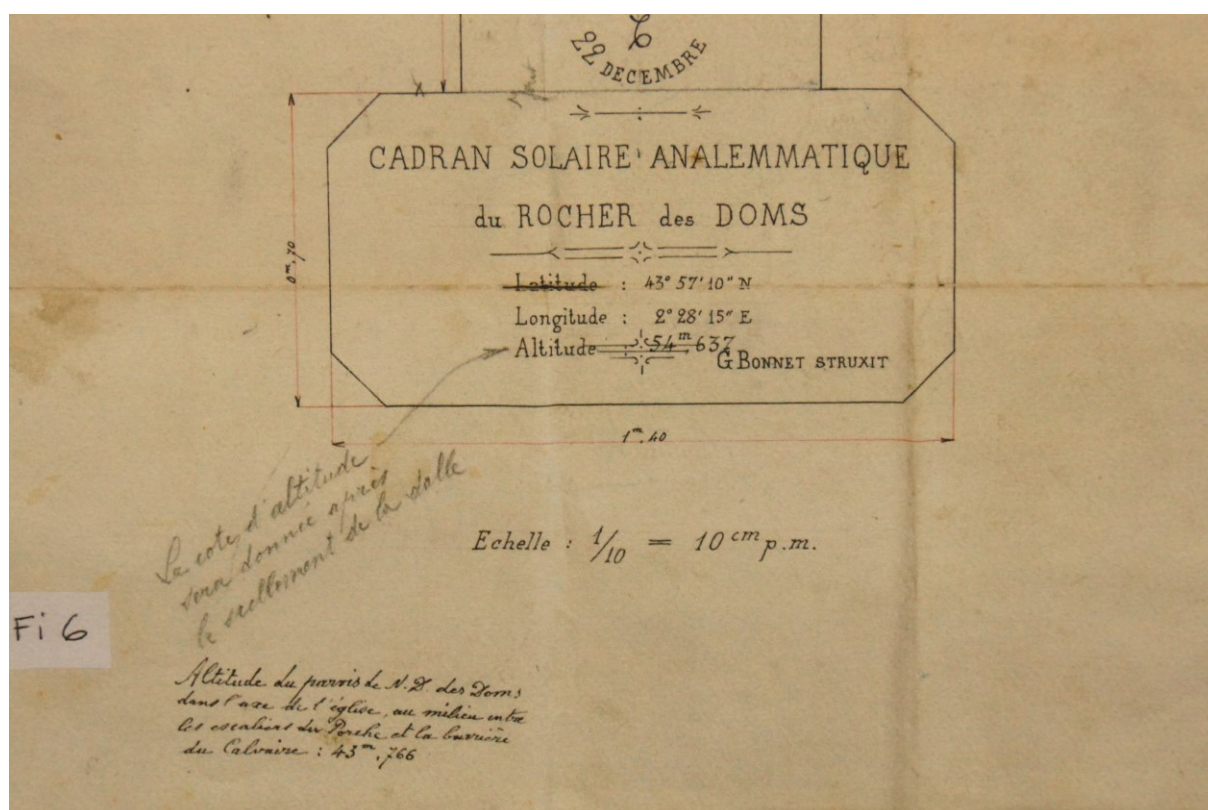 22 DECEMBRE
Jour
CADRAN SOLAIRE ANALEMMATIQUE
du ROCHER des DOMS
0m,70
Latitude : 43° 57' 10" N
Longitude : 2° 28' 15" E
Altitude 54m 637
G BONNET STRUXIT
1m,40
La cote d'altitude
sera donnée après
le scellement de la dalle
Echelle : 1/10 = 10 cm p.m.
Fi 6
Altitude du parvis de N. D. des Doms
dans l'axe de l'église, au milieu entre
les escaliers du Porche et la barrière
du Calvaire : 43m,766